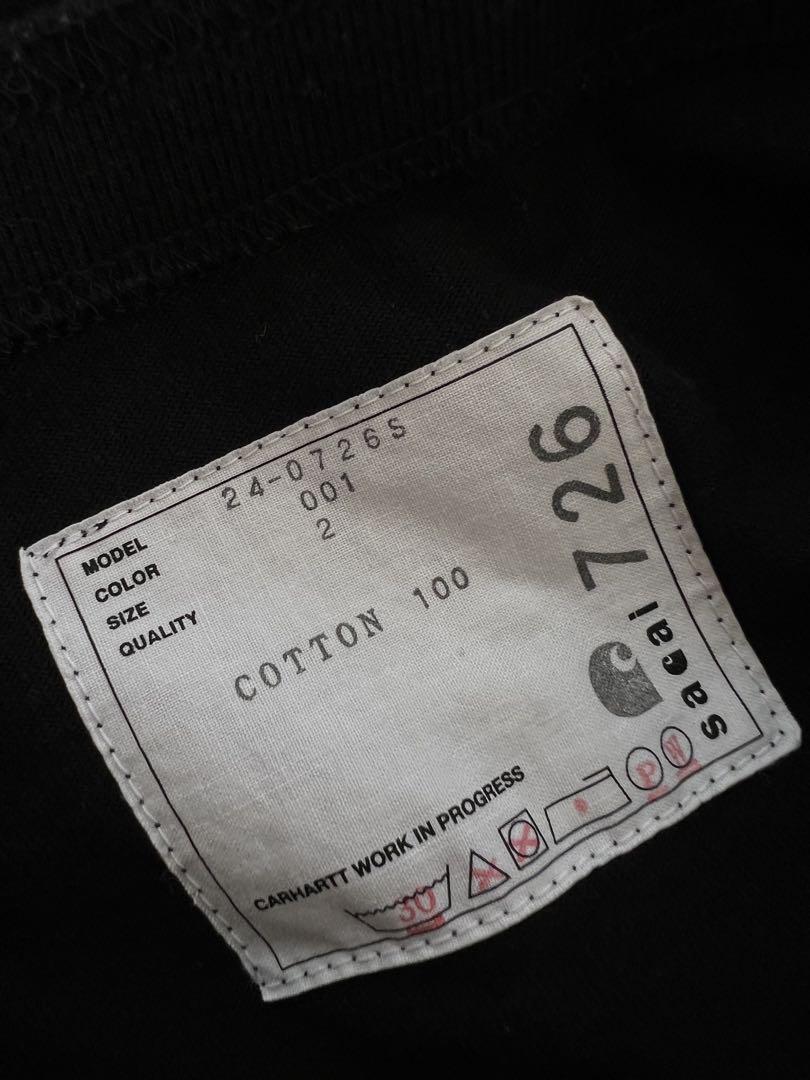 MODEL 24-0726S
COLOR 001
SIZE 2
QUALITY
COTTON 100
726
sacai
CARHARTT WORK IN PROGRESS
30
P W